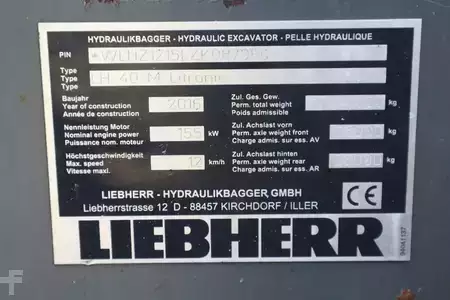 HYDRAULIKBAGGER - HYDRAULIC EXCAVATOR - PELLE HYDRAULIQUE
PIN
Type
Type LH 40 M Litronic
Type
Baujahr
Year of construction 2016
Année de construction
Zul. Ges. Gew.
Perm. total weight kg
Poids admissible
Nennleistung Motor
Nominal engine power 155 kW
Puissance nom. moteur
Zul. Achslast vorn
Perm. axle weight front kg
Charge admis. sur ess. AV
Höchstgeschwindigkeit
Max. speed 12 km/h
Vitesse maxi.
Zul. Achslast hinten
Perm. axle weight rear kg
Charge admiss. sur ess. AR
LIEBHERR - HYDRAULIKBAGGER GMBH
Liebherrstrasse 12 D - 88457 KIRCHDORF / ILLER
CE
LIEBHERR